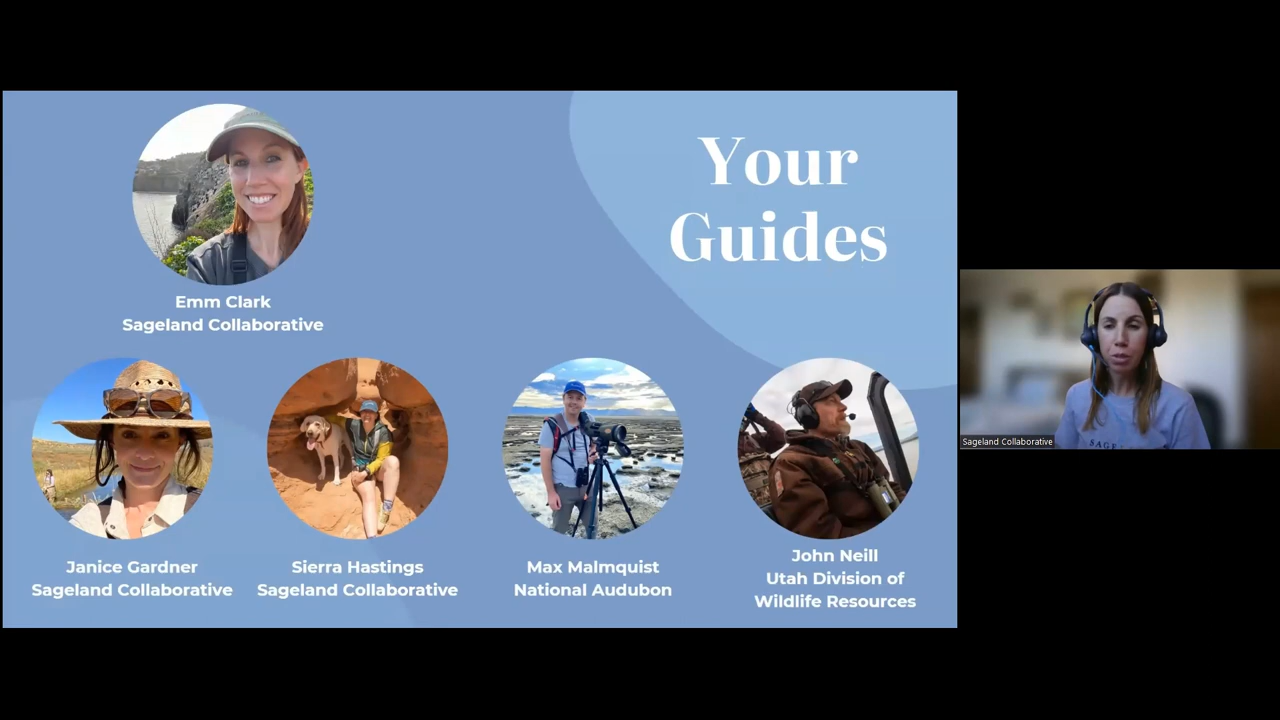 Your
Guides
Emm Clark
Sageland Collaborative
Janice Gardner
Sageland Collaborative
Sierra Hastings
Sageland Collaborative
Max Malmquist
National Audubon
John Neill
Utah Division of
Wildlife Resources
Sageland Collaborative